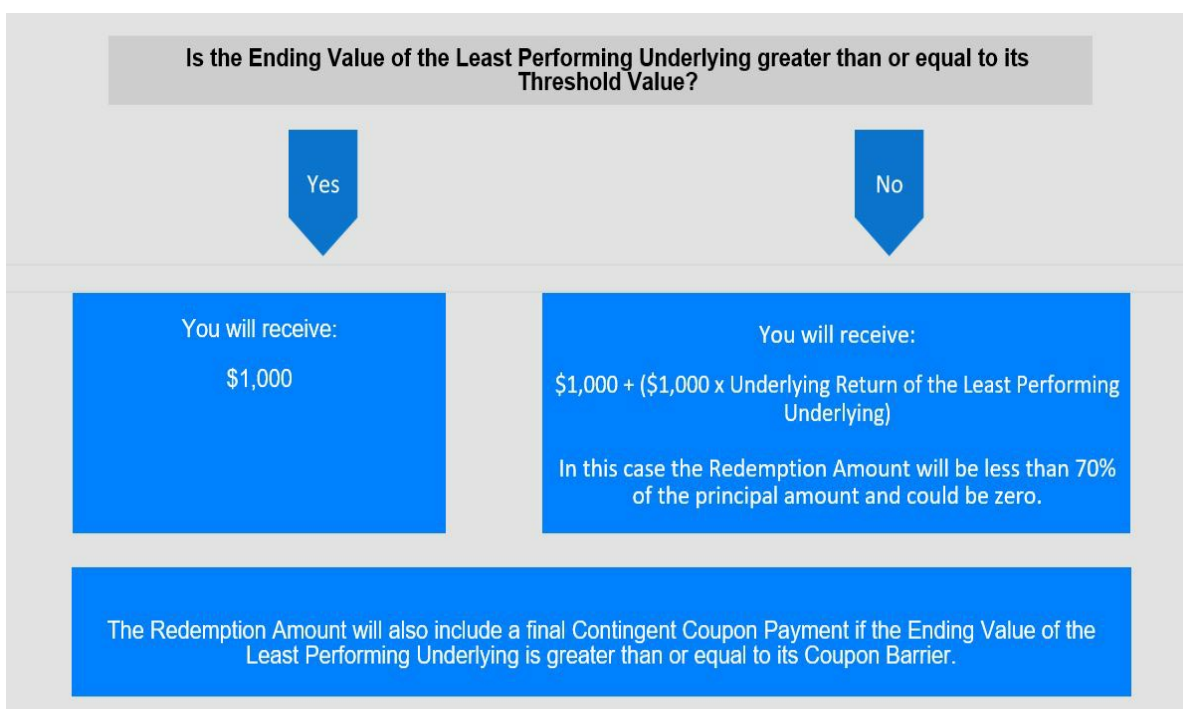 Is the Ending Value of the Least Performing Underlying greater than or equal to its
Threshold Value?
Yes
No
You will receive:
$1,000
You will receive:
$1,000 + ($1,000 x Underlying Return of the Least Performing
Underlying)
In this case the Redemption Amount will be less than 70%
of the principal amount and could be zero.
The Redemption Amount will also include a final Contingent Coupon Payment if the Ending Value of the
Least Performing Underlying is greater than or equal to its Coupon Barrier.